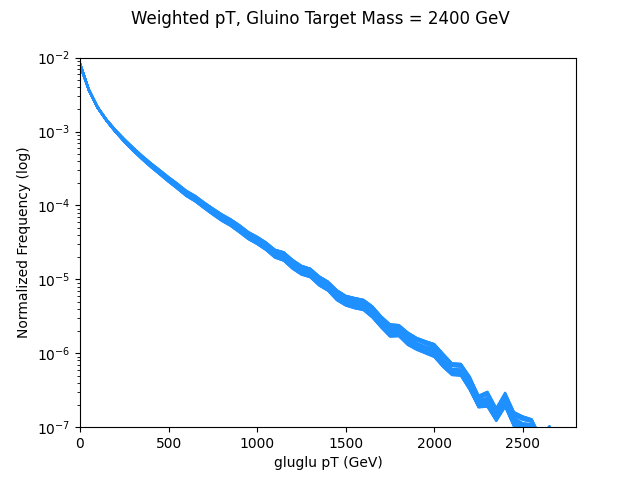 Weighted pT, Gluino Target Mass = 2400 GeV
Normalized Frequency (log)
10⁻²
10⁻³
10⁻⁴
10⁻⁵
10⁻⁶
10⁻⁷
0 500 1000 1500 2000 2500
gluglu pT (GeV)